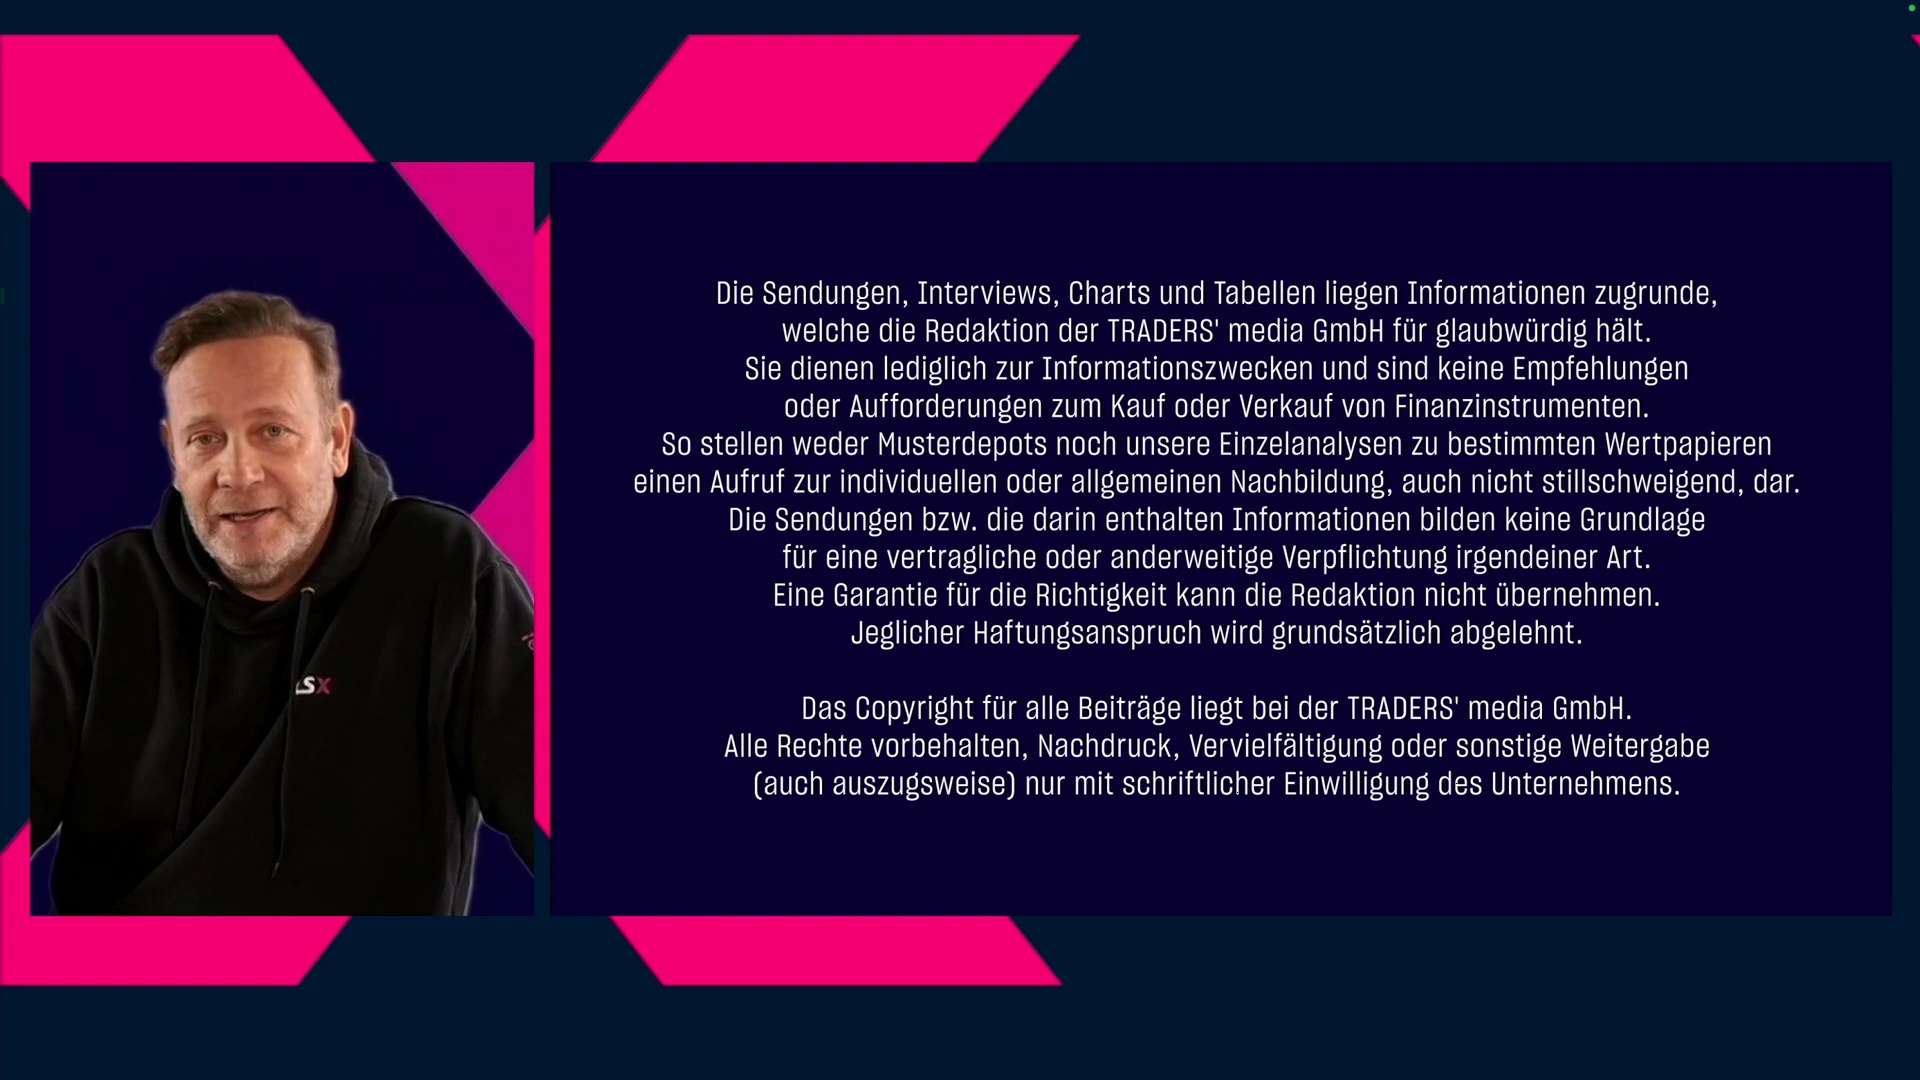 Die Sendungen, Interviews, Charts und Tabellen liegen Informationen zugrunde,
welche die Redaktion der TRADERS' media GmbH für glaubwürdig hält.
Sie dienen lediglich zur Informationszwecken und sind keine Empfehlungen
oder Aufforderungen zum Kauf oder Verkauf von Finanzinstrumenten.
So stellen weder Musterdepots noch unsere Einzelanalysen zu bestimmten Wertpapieren
einen Aufruf zur individuellen oder allgemeinen Nachbildung, auch nicht stillschweigend, dar.
Die Sendungen bzw. die darin enthalten Informationen bilden keine Grundlage
für eine vertragliche oder anderweitige Verpflichtung irgendeiner Art.
Eine Garantie für die Richtigkeit kann die Redaktion nicht übernehmen.
Jeglicher Haftungsanspruch wird grundsätzlich abgelehnt.
Das Copyright für alle Beiträge liegt bei der TRADERS' media GmbH.
Alle Rechte vorbehalten, Nachdruck, Vervielfältigung oder sonstige Weitergabe
(auch auszugsweise) nur mit schriftlicher Einwilligung des Unternehmens.
LSX